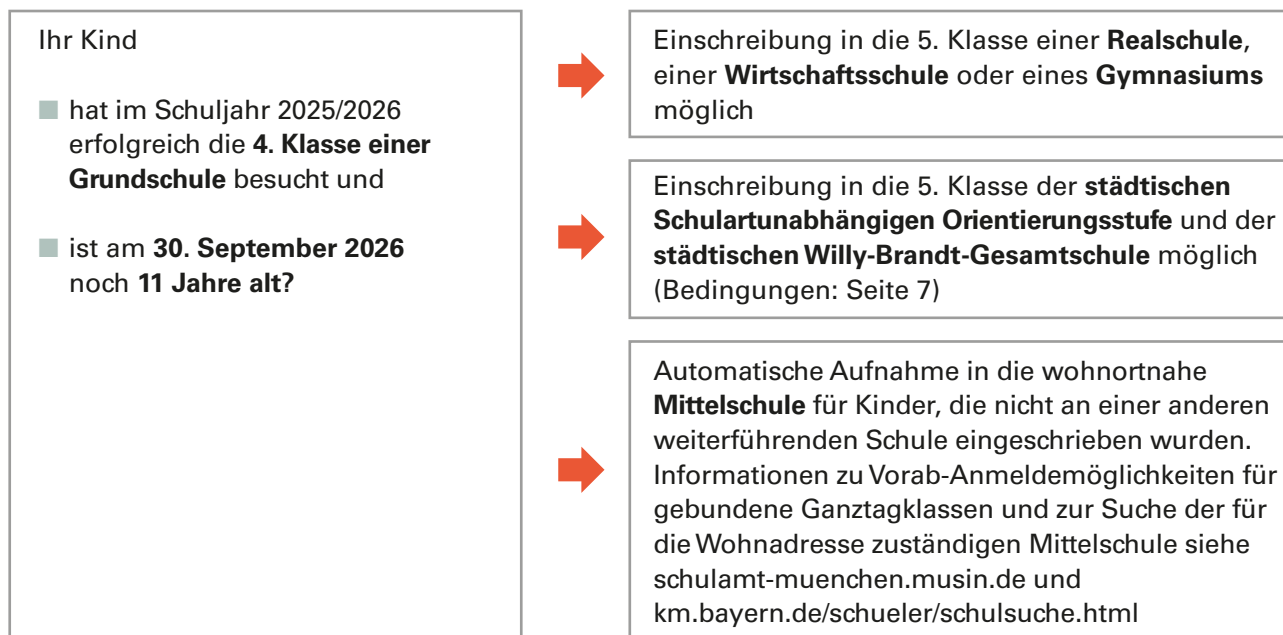 Ihr Kind
hat im Schuljahr 2025/2026
erfolgreich die 4. Klasse einer
Grundschule besucht und
ist am 30. September 2026
noch 11 Jahre alt?
Einschreibung in die 5. Klasse einer Realschule,
einer Wirtschaftsschule oder eines Gymnasiums
möglich
Einschreibung in die 5. Klasse der städtischen
Schulartunabhängigen Orientierungsstufe und der
städtischen Willy-Brandt-Gesamtschule möglich
(Bedingungen: Seite 7)
Automatische Aufnahme in die wohnortnahe
Mittelschule für Kinder, die nicht an einer anderen
weiterführenden Schule eingeschrieben wurden.
Informationen zu Vorab-Anmeldemöglichkeiten für
gebundene Ganztagklassen und zur Suche der für
die Wohnadresse zuständigen Mittelschule siehe
schulamt-muenchen.musin.de und
km.bayern.de/schueler/schulsuche.html